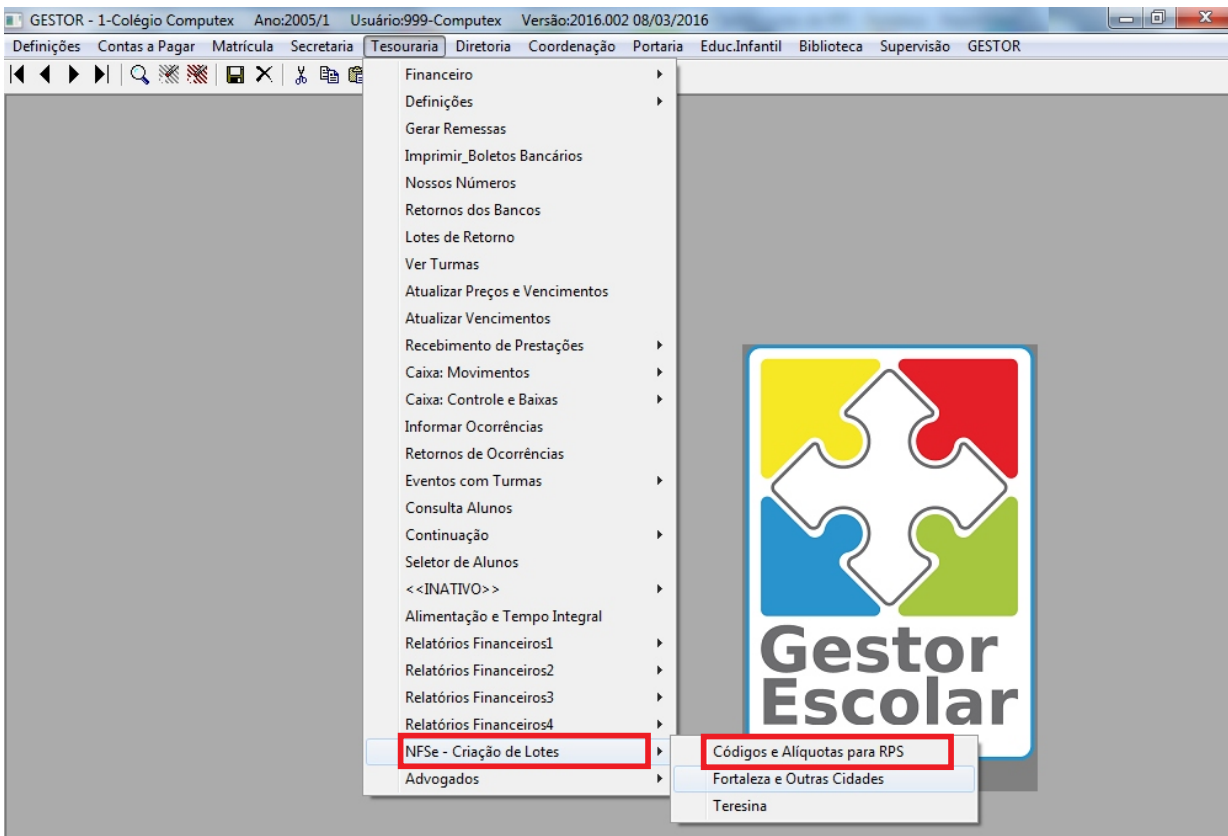 GESTOR - 1-Colégio Computex Ano:2005/1 Usuário:999-Computex Versão:2016.002 08/03/2016
Definições Contas a Pagar Matrícula Secretaria Tesouraria Diretoria Coordenação Portaria Educ.Infantil Biblioteca Supervisão GESTOR
Financeiro
Definições
Gerar Remessas
Imprimir_Boletos Bancários
Nossos Números
Retornos dos Bancos
Lotes de Retorno
Ver Turmas
Atualizar Preços e Vencimentos
Atualizar Vencimentos
Recebimento de Prestações
Caixa: Movimentos
Caixa: Controle e Baixas
Informar Ocorrências
Retornos de Ocorrências
Eventos com Turmas
Consulta Alunos
Continuação
Seletor de Alunos
<<INATIVO>>
Alimentação e Tempo Integral
Relatórios Financeiros1
Relatórios Financeiros2
Relatórios Financeiros3
Relatórios Financeiros4
NFSe - Criação de Lotes
Advogados
Códigos e Alíquotas para RPS
Fortaleza e Outras Cidades
Teresina
Gestor
Escolar